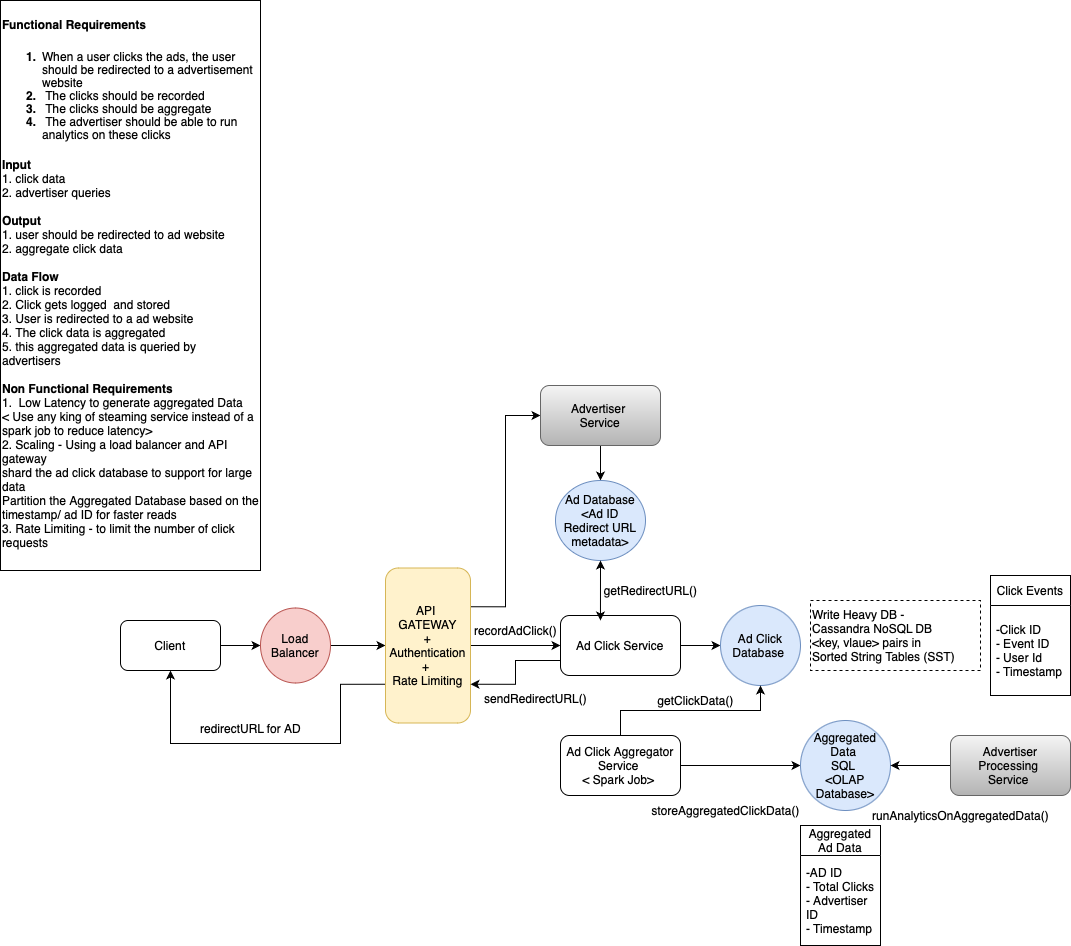 Functional Requirements
1. When a user clicks the ads, the user
should be redirected to a advertisement
website
2. The clicks should be recorded
3. The clicks should be aggregate
4. The advertiser should be able to run
analytics on these clicks
Input
1. click data
2. advertiser queries
Output
1. user should be redirected to ad website
2. aggregate click data
Data Flow
1. click is recorded
2. Click gets logged and stored
3. User is redirected to a ad website
4. The click data is aggregated
5. this aggregated data is queried by
advertisers
Non Functional Requirements
1. Low Latency to generate aggregated Data
< Use any king of steaming service instead of a
spark job to reduce latency>
2. Scaling - Using a load balancer and API
gateway
shard the ad click database to support for large
data
Partition the Aggregated Database based on the
timestamp/ ad ID for faster reads
3. Rate Limiting - to limit the number of click
requests
Advertiser
Service
Ad Database
<Ad ID
Redirect URL
metadata>
getRedirectURL()
Client
Load
Balancer
API
GATEWAY
+
Authentication
+
Rate Limiting
recordAdClick()
Ad Click Service
sendRedirectURL()
redirectURL for AD
Ad Click
Database
Write Heavy DB -
Cassandra NoSQL DB
<key, vlaue> pairs in
Sorted String Tables (SST)
Click Events
-Click ID
- Event ID
- User Id
- Timestamp
getClickData()
Ad Click Aggregator
Service
< Spark Job>
storeAggregatedClickData()
Aggregated
Data
SQL
<OLAP
Database>
Advertiser
Processing
Service
runAnalyticsOnAggregatedData()
Aggregated
Ad Data
-AD ID
- Total Clicks
- Advertiser
ID
- Timestamp